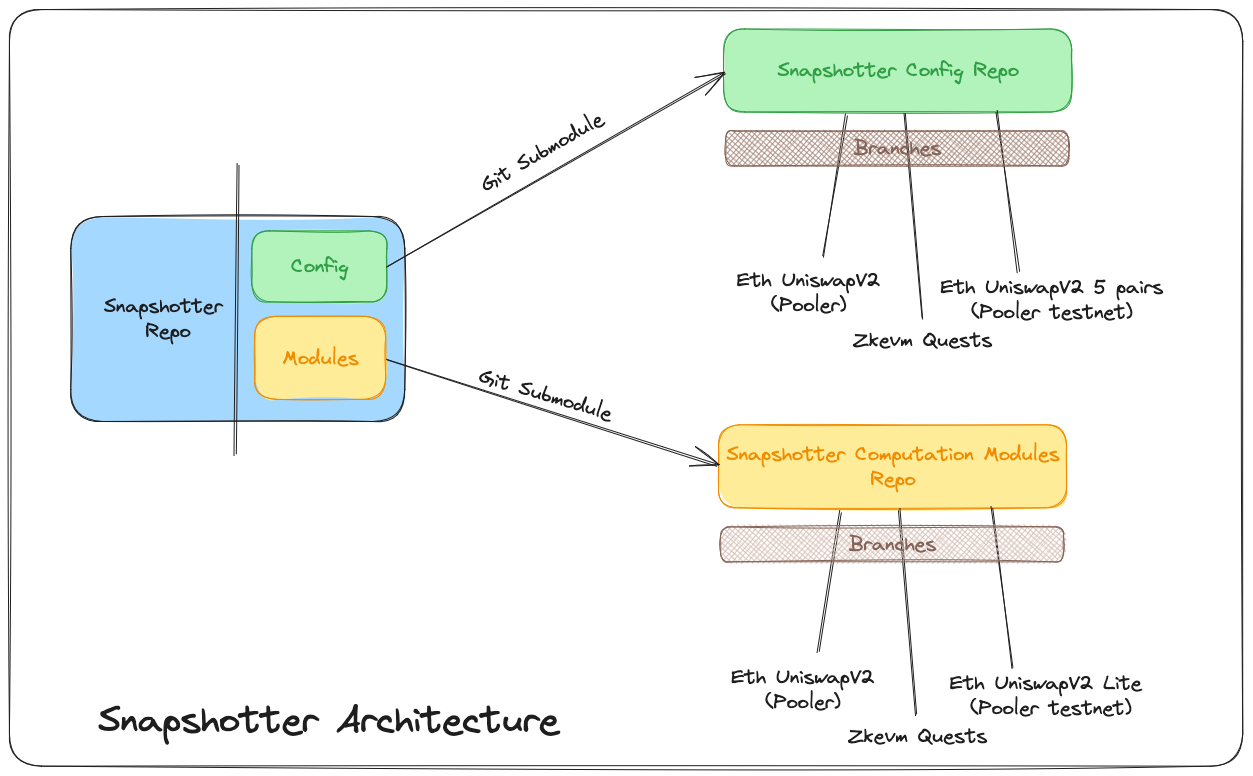 Snapshotter Config Repo
Git Submodule
Branches
Config
Snapshotter
Repo
Modules
Eth UniswapV2
(Pooler)
Eth UniswapV2 5 pairs
(Pooler testnet)
Zkevm Quests
Git Submodule
Snapshotter Computation Modules
Repo
Branches
Eth UniswapV2
(Pooler)
Eth UniswapV2 Lite
(Pooler testnet)
Zkevm Quests
Snapshotter Architecture